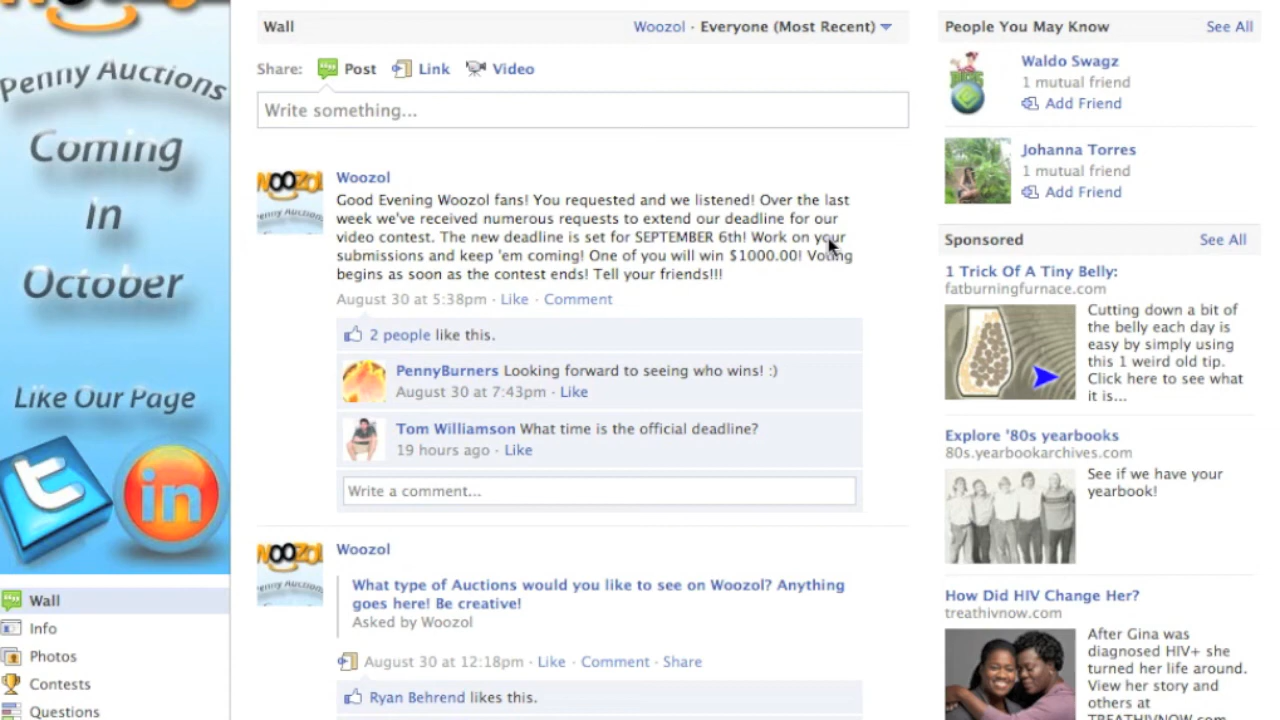 Penny Auctions
Coming
In
October
Like Our Page
in
Wall
Info
Photos
Contests
Questions
Wall
Woozol · Everyone (Most Recent)
Share: Post Link Video
Write something...
WOOZOL
Penny Auctions
Woozol
Good Evening Woozol fans! You requested and we listened! Over the last
week we've received numerous requests to extend our deadline for our
video contest. The new deadline is set for SEPTEMBER 6th! Work on your
submissions and keep 'em coming! One of you will win $1000.00! Voting
begins as soon as the contest ends! Tell your friends!!!
August 30 at 5:38pm · Like · Comment
2 people like this.
PennyBurners Looking forward to seeing who wins! :)
August 30 at 7:43pm · Like
Tom Williamson What time is the official deadline?
19 hours ago · Like
Write a comment...
WOOZOL
Penny Auctions
Woozol
What type of Auctions would you like to see on Woozol? Anything
goes here! Be creative!
Asked by Woozol
August 30 at 12:18pm · Like · Comment · Share
Ryan Behrend likes this.
People You May Know See All
Waldo Swagz
1 mutual friend
Add Friend
Johanna Torres
1 mutual friend
Add Friend
Sponsored See All
1 Trick Of A Tiny Belly:
fatburningfurnace.com
Cutting down a bit of
the belly each day is
easy by simply using
this 1 weird old tip.
Click here to see what
it is...
Explore '80s yearbooks
80s.yearbookarchives.com
See if we have your
yearbook!
How Did HIV Change Her?
treathivnow.com
After Gina was
diagnosed HIV+ she
turned her life around.
View her story and
others at
TREATHIVNOW.com